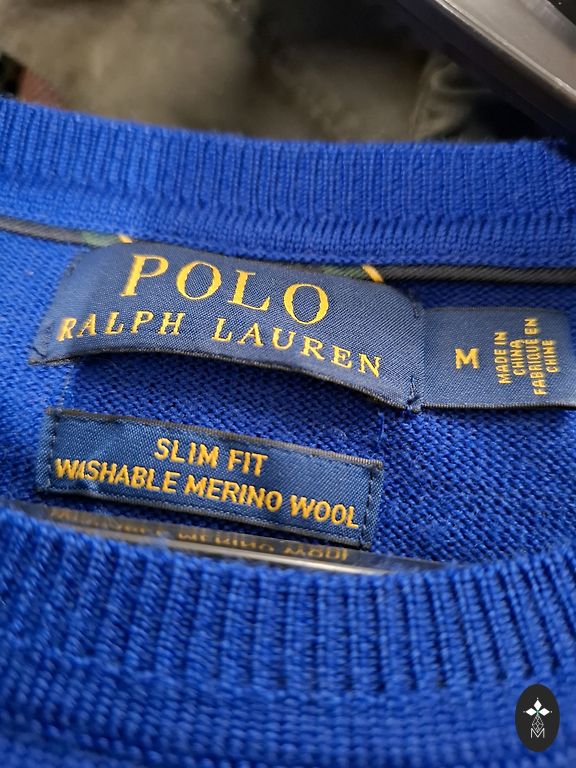 POLO
RALPH LAUREN
M
MADE IN
CHINA
FABRIQUÉ EN
CHINE
SLIM FIT
WASHABLE MERINO WOOL
M